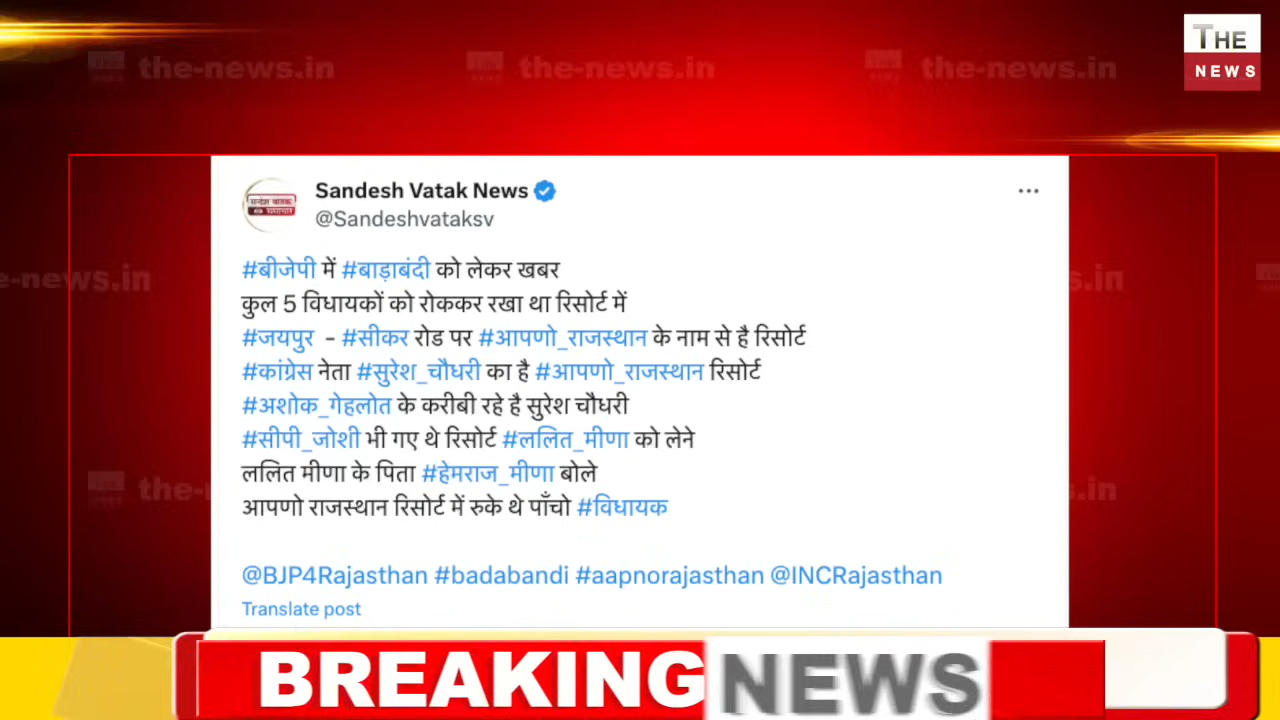 THE
NEWS
the-news.in
the-news.in
the-news.in
Sandesh Vatak News
@Sandeshvataksv
#बीजेपी में #बाड़ाबंदी को लेकर खबर
कुल 5 विधायकों को रोककर रखा था रिसोर्ट में
#जयपुर - #सीकर रोड पर #आपणो_राजस्थान के नाम से है रिसोर्ट
#कांग्रेस नेता #सुरेश_चौधरी का है #आपणो_राजस्थान रिसोर्ट
#अशोक_गेहलोत के करीबी रहे है सुरेश चौधरी
#सीपी_जोशी भी गए थे रिसोर्ट #ललित_मीणा को लेने
ललित मीणा के पिता #हेमराज_मीणा बोले
आपणो राजस्थान रिसोर्ट में रुके थे पाँचो #विधायक
@BJP4Rajasthan #badabandi #aapnorajasthan @INCRajasthan
Translate post
BREAKING NEWS